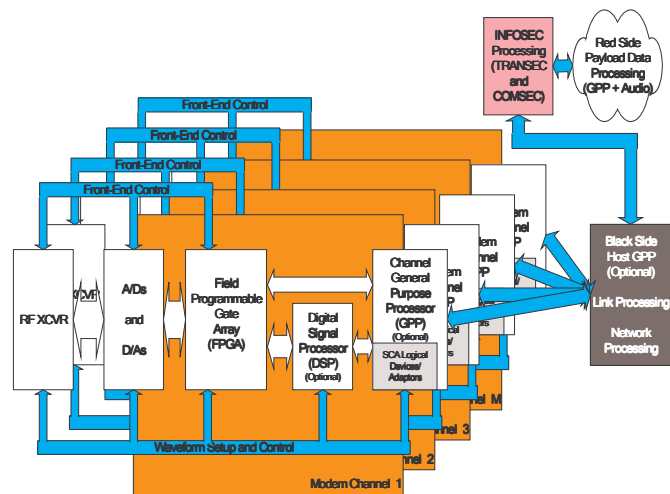 INFOSEC
Processing
(TRANSEC
and
COMSEC)
Red Side
Payload Data
Processing
(GPP + Audio)
Front-End Control
Front-End Control
Front-End Control
Front-End Control
RF XCVR
A/Ds
and
D/As
Field
Programmable
Gate
Array
(FPGA)
Digital
Signal
Processor
(DSP)
(Optional)
Channel
General
Purpose
Processor
(GPP)
(Optional)
SCA Logical
Devices/
Adaptors
Black Side
Host GPP
(Optional)
Link Processing
Network
Processing
M
3
2
Waveform Setup and Control
Modem Channel 1